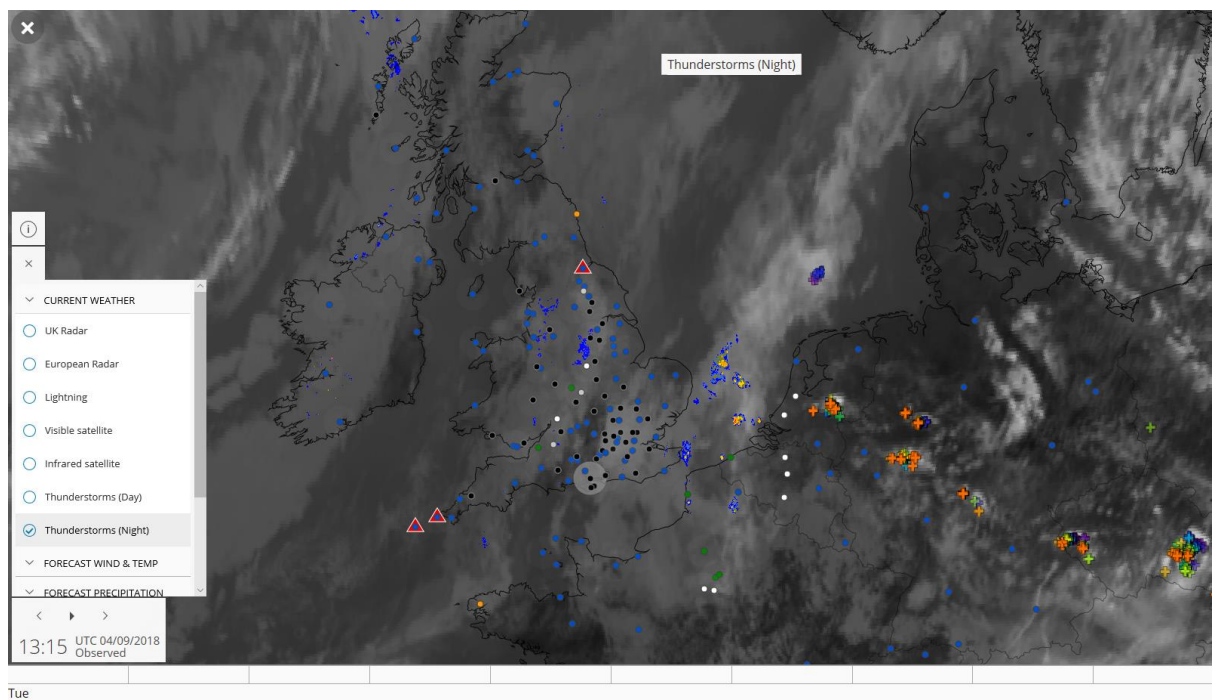 Thunderstorms (Night)
CURRENT WEATHER
UK Radar
European Radar
Lightning
Visible satellite
Infrared satellite
Thunderstorms (Day)
Thunderstorms (Night)
FORECAST WIND & TEMP
FORECAST PRECIPITATION
13:15 UTC 04/09/2018
Observed
Tue